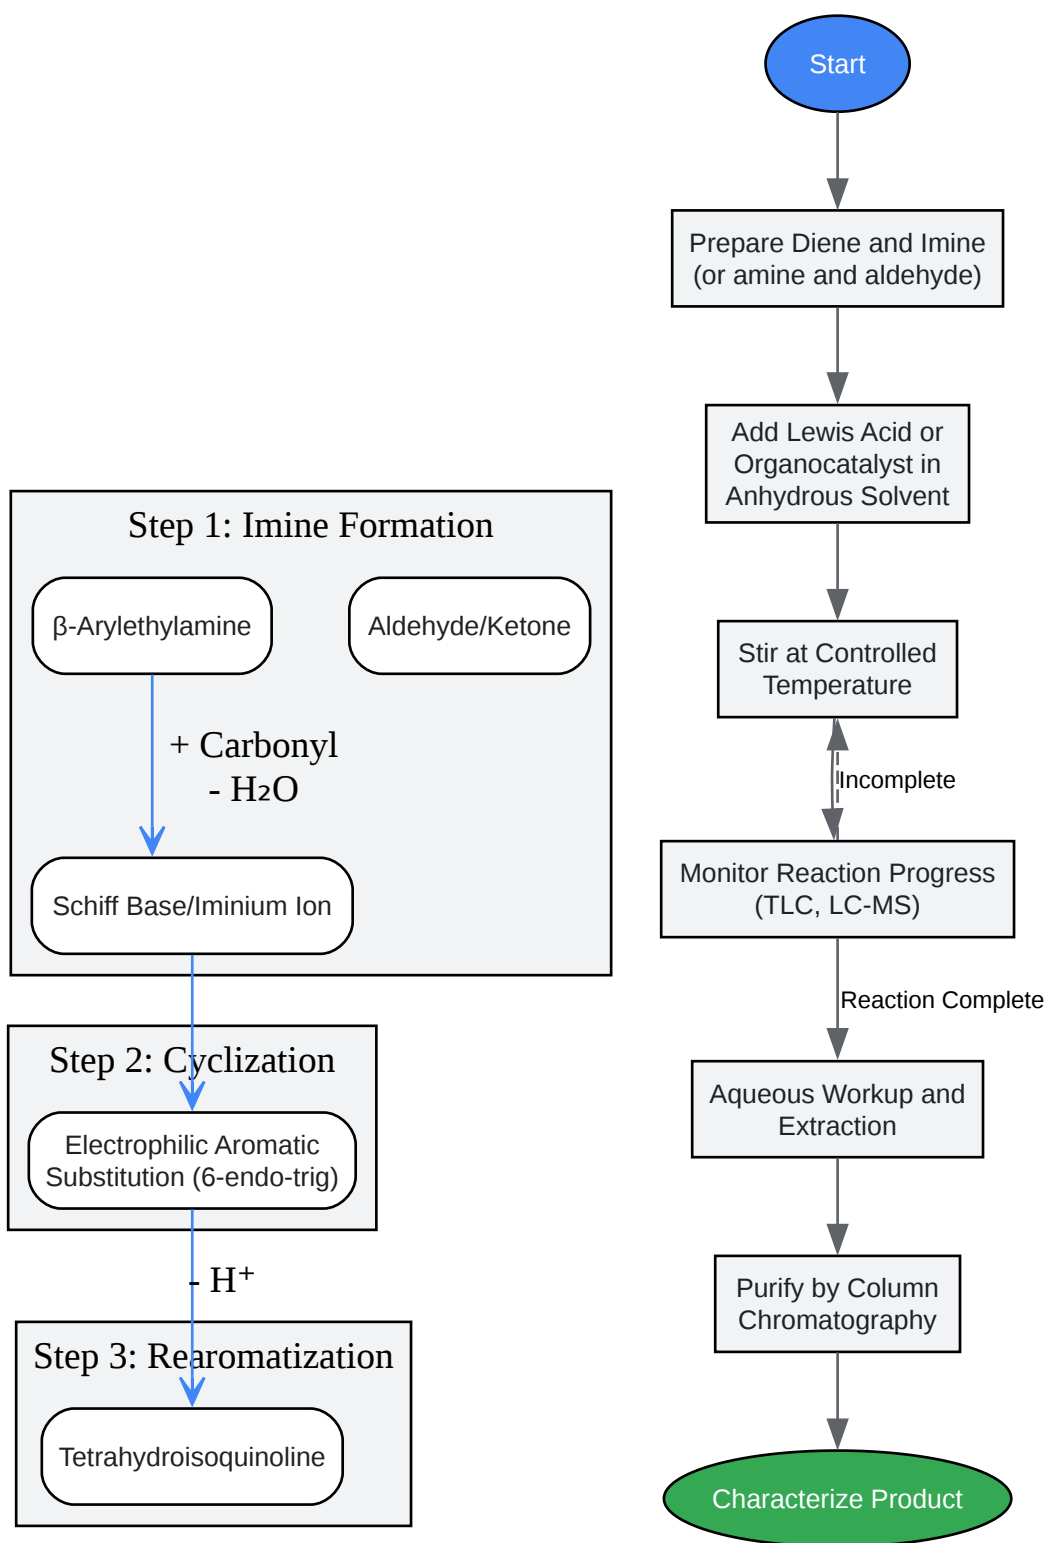 Start
Prepare Diene and Imine
(or amine and aldehyde)
Add Lewis Acid or
Organocatalyst in
Anhydrous Solvent
Stir at Controlled
Temperature
Incomplete
Monitor Reaction Progress
(TLC, LC-MS)
Reaction Complete
Aqueous Workup and
Extraction
Purify by Column
Chromatography
Characterize Product
Step 1: Imine Formation
β-Arylethylamine
Aldehyde/Ketone
+ Carbonyl
- H₂O
Schiff Base/Iminium Ion
Step 2: Cyclization
Electrophilic Aromatic
Substitution (6-endo-trig)
- H⁺
Step 3: Rearomatization
Tetrahydroisoquinoline